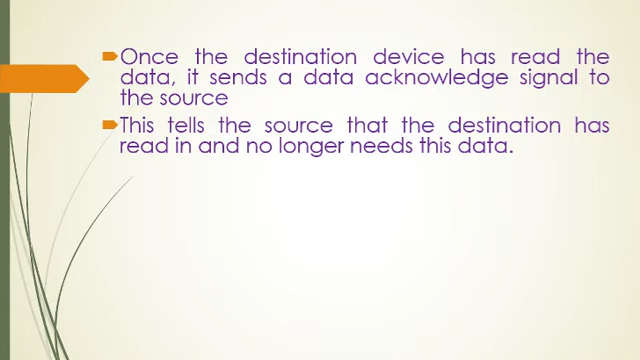 Once the destination device has read the
data, it sends a data acknowledge signal to
the source
This tells the source that the destination has
read in and no longer needs this data.